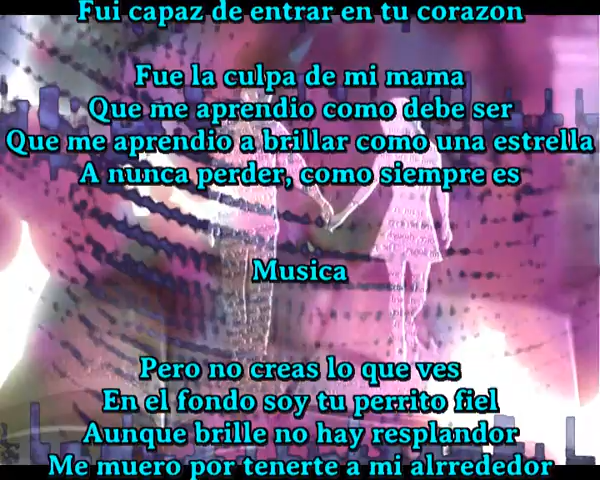 Fui capaz de entrar en tu corazon
Fue la culpa de mi mama
Que me aprendio como debe ser
Que me aprendio a brillar como una estrella
A nunca perder, como siempre es
Musica
Pero no creas lo que ves
En el fondo soy tu perrito fiel
Aunque brille no hay resplandor
Me muero por tenerte a mi alrrededor